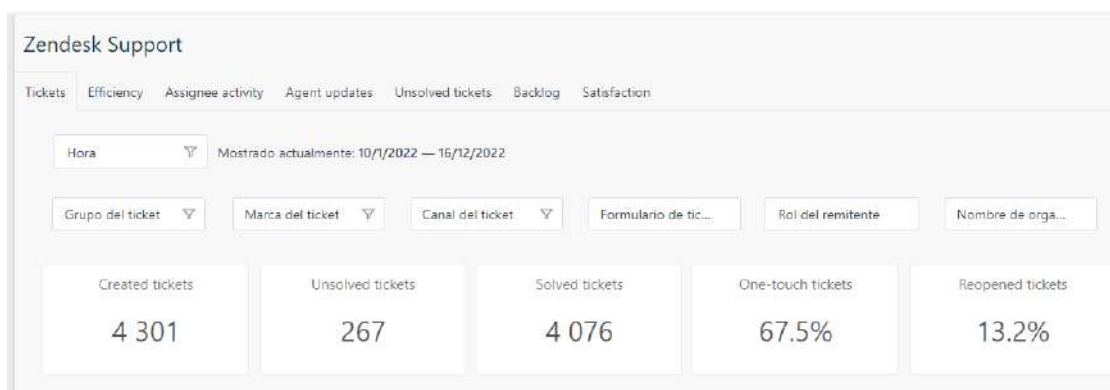 Zendesk Support
Tickets Efficiency Assignee activity Agent updates Unsolved tickets Backlog Satisfaction
Hora Mostrado actualmente: 10/1/2022 — 16/12/2022
Grupo del ticket Marca del ticket Canal del ticket Formulario de tic... Rol del remitente Nombre de orga...
Created tickets Unsolved tickets Solved tickets One-touch tickets Reopened tickets
4 301 267 4 076 67.5% 13.2%